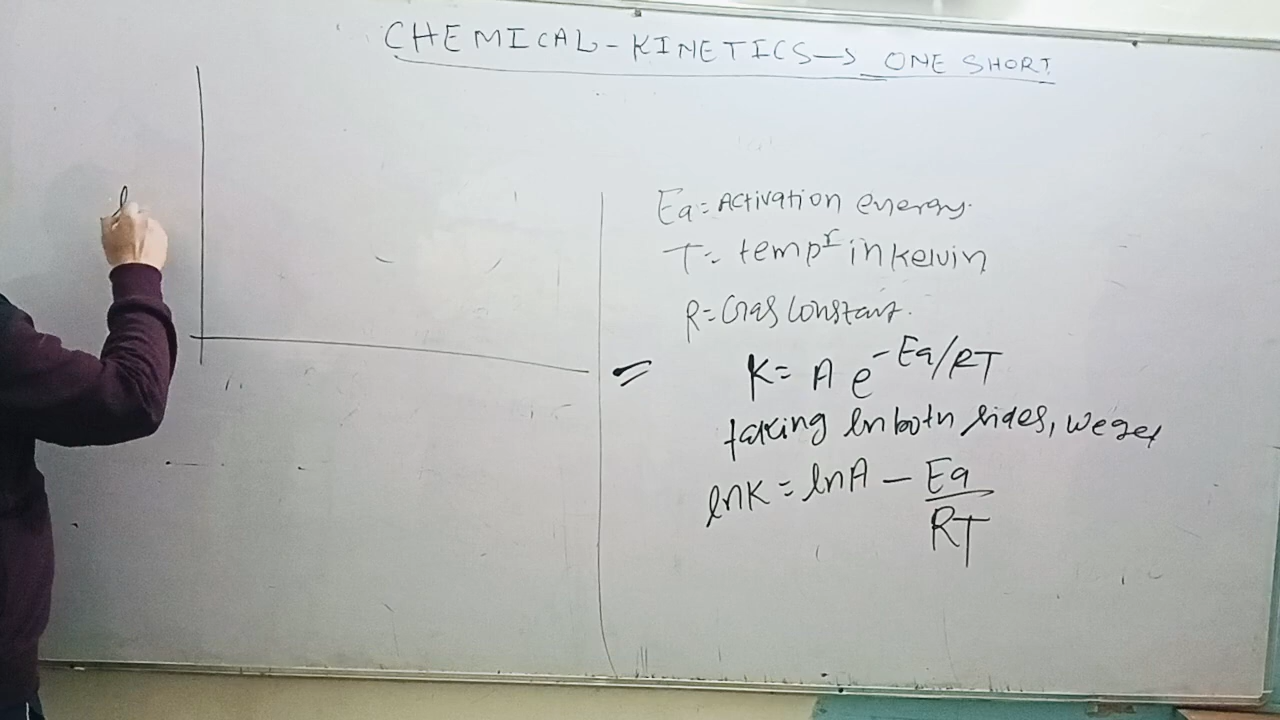 CHEMICAL-KINETICS→ ONE SHORT
Ea=Activation energy.
T= tempr in kelvin
R=Gas constant.
= K= A e^-Ea/RT
taking ln both sides, we get
lnK = lnA - Ea/RT
l